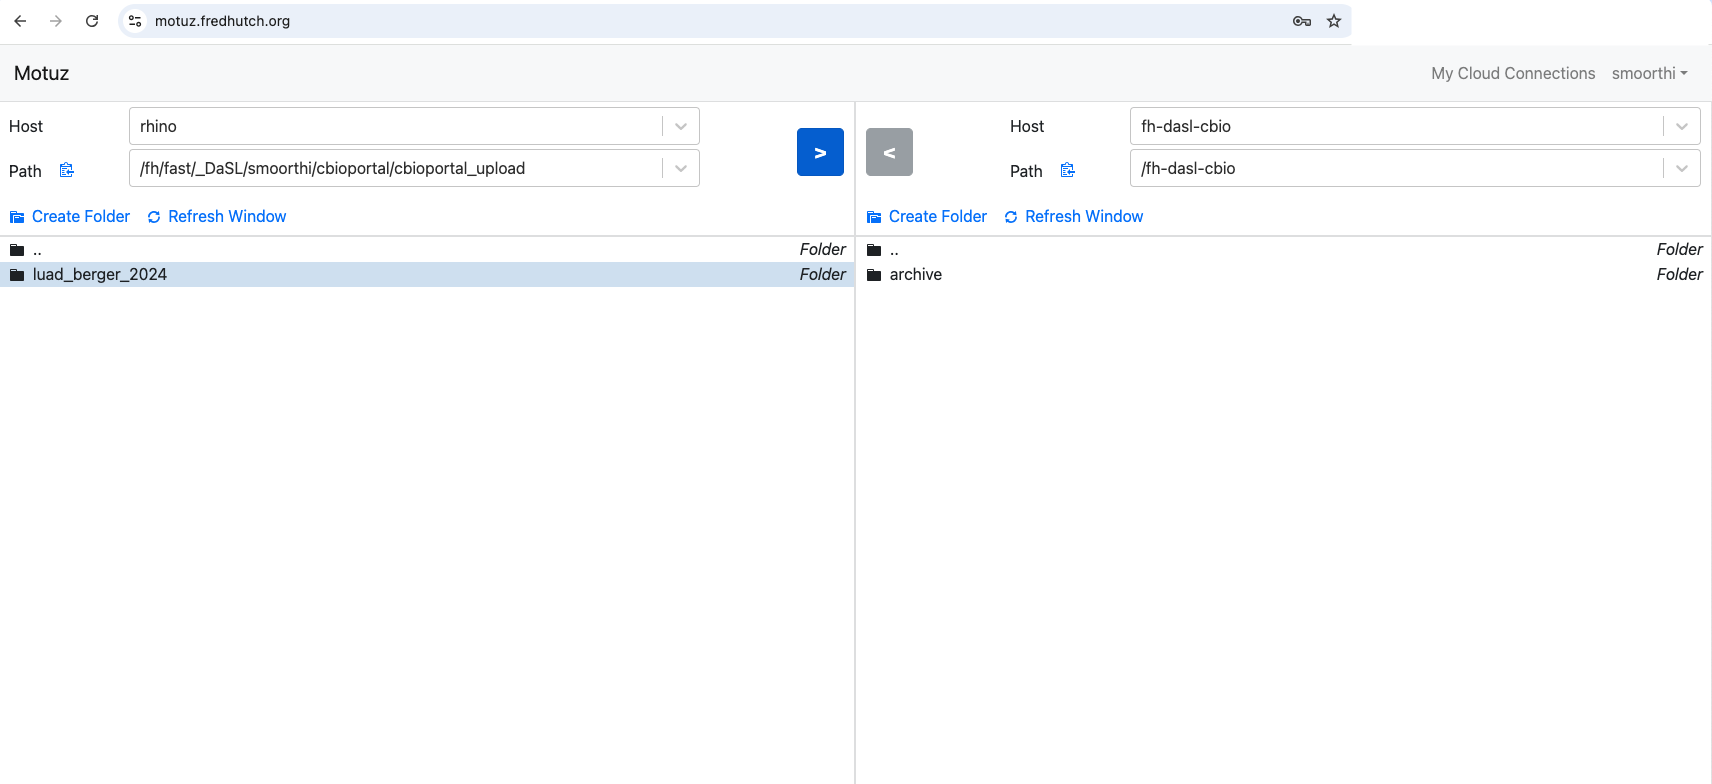 motuz.fredhutch.org
Motuz
My Cloud Connections smoorthi
Host rhino
Path /fh/fast/_DaSL/smoorthi/cbioportal/cbioportal_upload
>
Create Folder Refresh Window
.. Folder
luad_berger_2024 Folder
<
Host fh-dasl-cbio
Path /fh-dasl-cbio
Create Folder Refresh Window
.. Folder
archive Folder